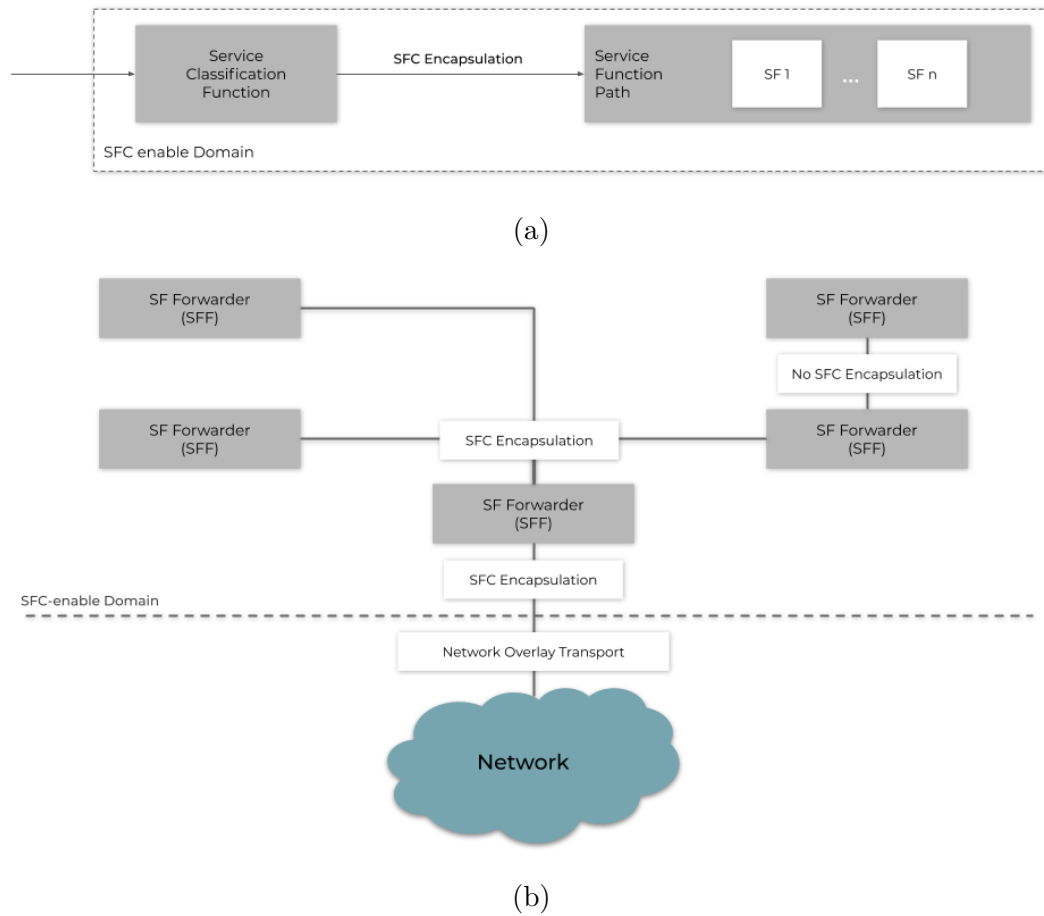 Service
Classification
Function
SFC Encapsulation
Service
Function
Path
SF 1
...
SF n
SFC enable Domain
(a)
SF Forwarder
(SFF)
SF Forwarder
(SFF)
No SFC Encapsulation
SF Forwarder
(SFF)
SFC Encapsulation
SF Forwarder
(SFF)
SF Forwarder
(SFF)
SFC Encapsulation
SFC-enable Domain
Network Overlay Transport
Network
(b)